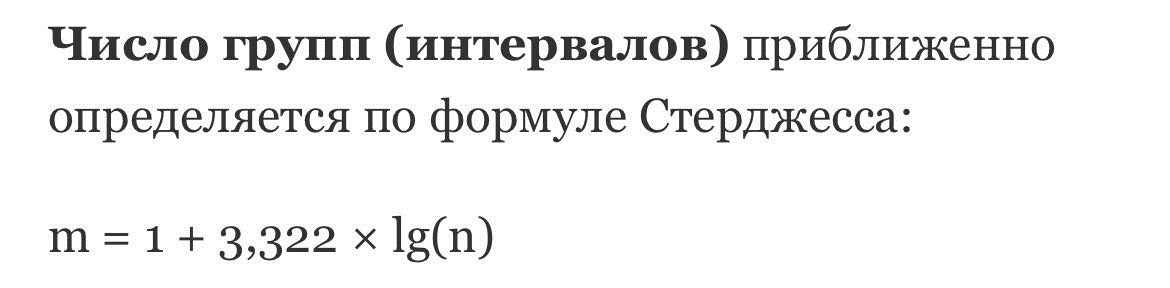 Число групп (интервалов) приближенно
определяется по формуле Стерджесса:
m = 1 + 3,322 × lg(n)